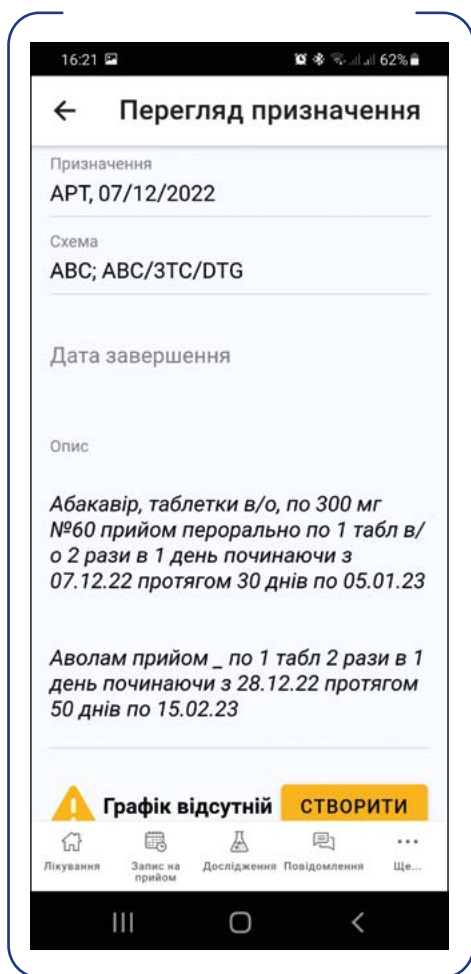 16:21 62%
Перегляд призначення
Призначення
АРТ, 07/12/2022
Схема
ABC; ABC/3TC/DTG
Дата завершення
Опис
Абакавір, таблетки в/о, по 300 мг
№60 прийом перорально по 1 табл в/
о 2 рази в 1 день починаючи з
07.12.22 протягом 30 днів по 05.01.23
Аволам прийом _ по 1 табл 2 рази в 1
день починаючи з 28.12.22 протягом
50 днів по 15.02.23
Графік відсутній СТВОРИТИ
Лікування Запис на прийом Дослідження Повідомлення Ще...